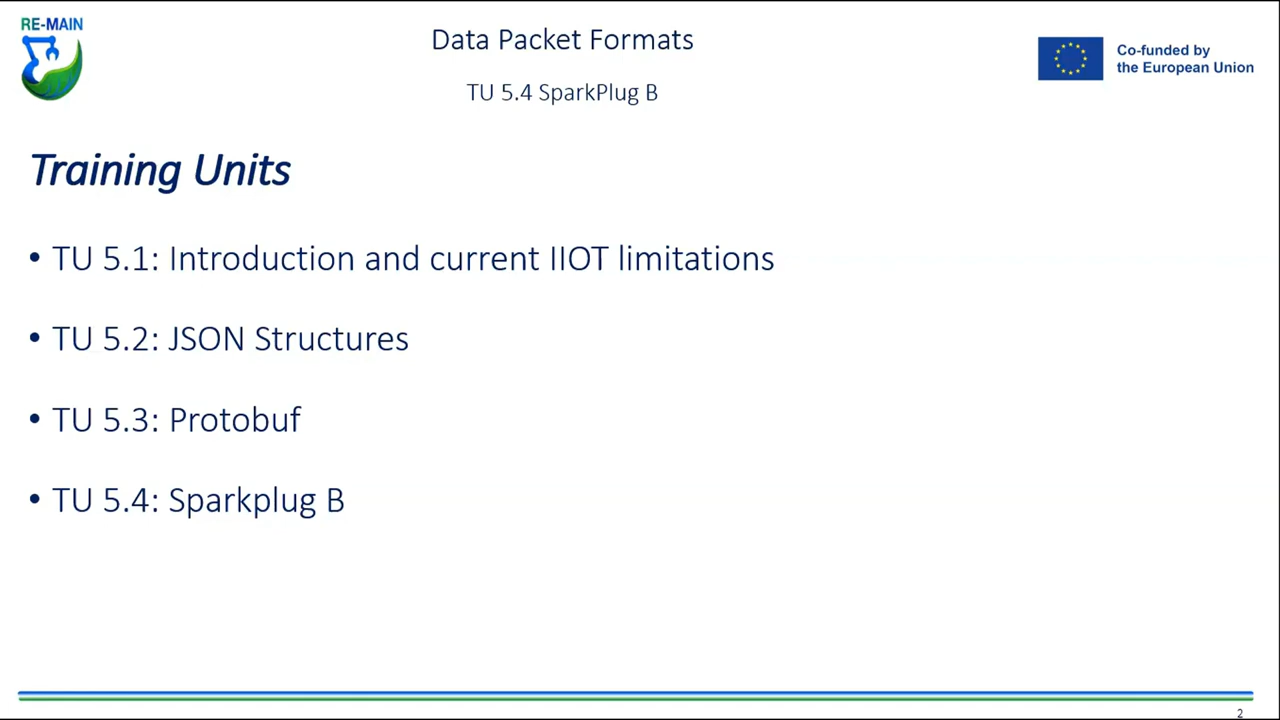 RE-MAIN
Data Packet Formats
TU 5.4 SparkPlug B
Co-funded by
the European Union
Training Units
• TU 5.1: Introduction and current IIOT limitations
• TU 5.2: JSON Structures
• TU 5.3: Protobuf
• TU 5.4: Sparkplug B
2